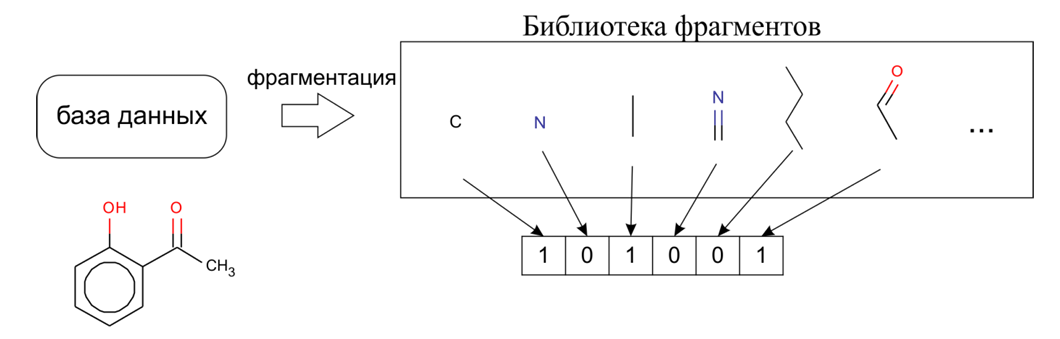 Библиотека фрагментов
фрагментация
база данных
C
N
N
O
...
OH
O
CH3
1 0 1 0 0 1